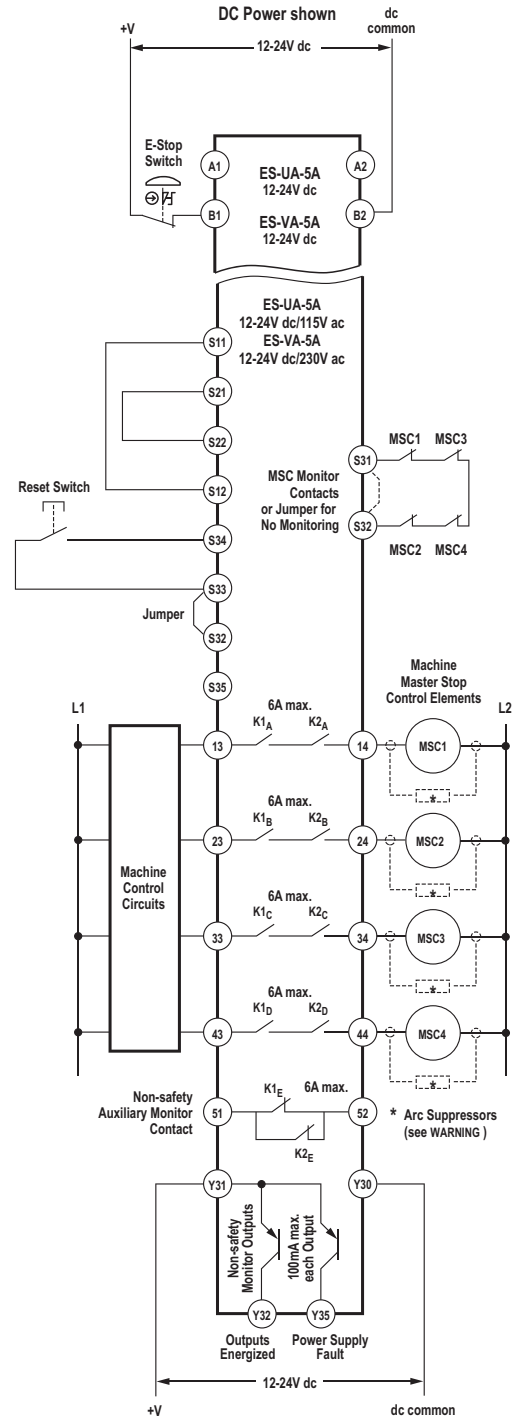 DC Power shown
+V
dc
common
12-24V dc
E-Stop
Switch
A1
ES-UA-5A
12-24V dc
A2
B1
ES-VA-5A
12-24V dc
B2
ES-UA-5A
12-24V dc/115V ac
ES-VA-5A
12-24V dc/230V ac
S11
S21
S22
S12
S31
MSC1 MSC3
MSC Monitor
Contacts
or Jumper for
No Monitoring
S32
MSC2 MSC4
Reset Switch
S34
S33
Jumper
S32
S35
Machine
Master Stop
Control Elements
L1
L2
6A max.
K1A K2A
13
14
MSC1
*
6A max.
K1B K2B
23
24
MSC2
*
Machine
Control
Circuits
6A max.
K1C K2C
33
34
MSC3
*
6A max.
K1D K2D
43
44
MSC4
*
Non-safety
Auxiliary Monitor
Contact
51
K1E 6A max.
K2E
52
* Arc Suppressors
(see WARNING )
Y31
Y30
Non-safety
Monitor Outputs
100mA max.
each Output
Y32
Y35
Outputs
Energized
Power Supply
Fault
12-24V dc
+V
dc common